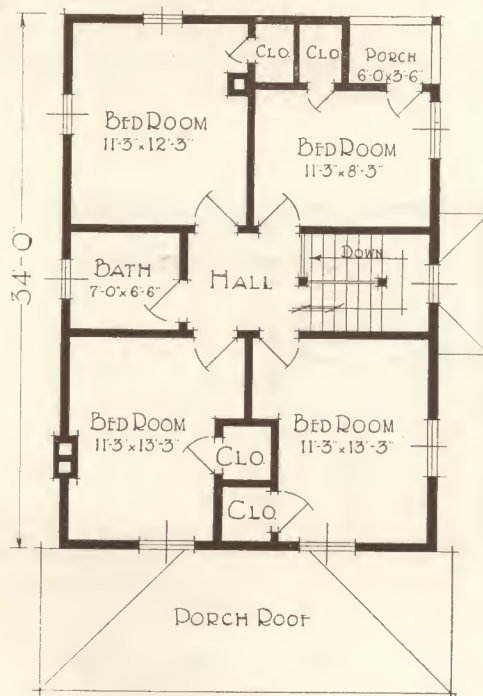 CLO.
CLO.
PORCH
6'-0"x3'-6"
BED ROOM
11'-3"x12'-3"
BED ROOM
11'-3"x8'-3"
34'-0"
BATH
7'-0"x6'-6"
HALL
DOWN
BED ROOM
11'-3"x13'-3"
BED ROOM
11'-3"x13'-3"
CLO.
CLO.
PORCH ROOF